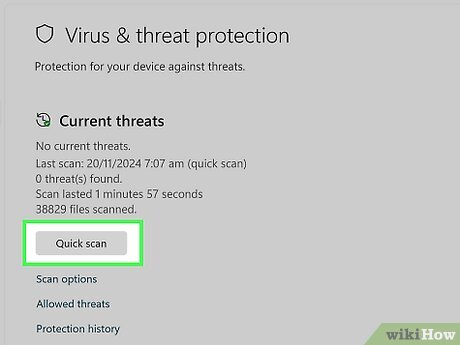 Virus & threat protection
Protection for your device against threats.
Current threats
No current threats.
Last scan: 20/11/2024 7:07 am (quick scan)
0 threat(s) found.
Scan lasted 1 minutes 57 seconds
38829 files scanned.
Quick scan
Scan options
Allowed threats
Protection history
wikiHow